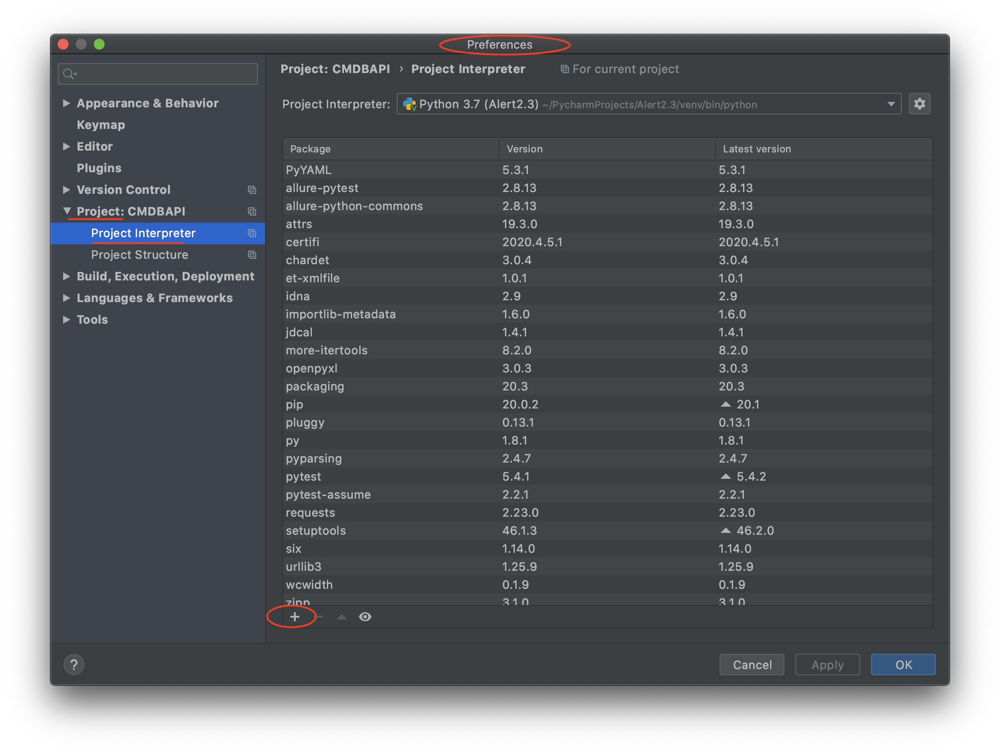 Preferences
Appearance & Behavior
Keymap
Editor
Plugins
Version Control
Project: CMDBAPI
Project Interpreter
Project Structure
Build, Execution, Deployment
Languages & Frameworks
Tools
Project: CMDBAPI › Project Interpreter For current project
Project Interpreter: Python 3.7 (Alert2.3) ~/PycharmProjects/Alert2.3/venv/bin/python
Package Version Latest version
PyYAML 5.3.1 5.3.1
allure-pytest 2.8.13 2.8.13
allure-python-commons 2.8.13 2.8.13
attrs 19.3.0 19.3.0
certifi 2020.4.5.1 2020.4.5.1
chardet 3.0.4 3.0.4
et-xmlfile 1.0.1 1.0.1
idna 2.9 2.9
importlib-metadata 1.6.0 1.6.0
jdcal 1.4.1 1.4.1
more-itertools 8.2.0 8.2.0
openpyxl 3.0.3 3.0.3
packaging 20.3 20.3
pip 20.0.2 20.1
pluggy 0.13.1 0.13.1
py 1.8.1 1.8.1
pyparsing 2.4.7 2.4.7
pytest 5.4.1 5.4.2
pytest-assume 2.2.1 2.2.1
requests 2.23.0 2.23.0
setuptools 46.1.3 46.2.0
six 1.14.0 1.14.0
urllib3 1.25.9 1.25.9
wcwidth 0.1.9 0.1.9
zipp 3.1.0 3.1.0
? Cancel Apply OK